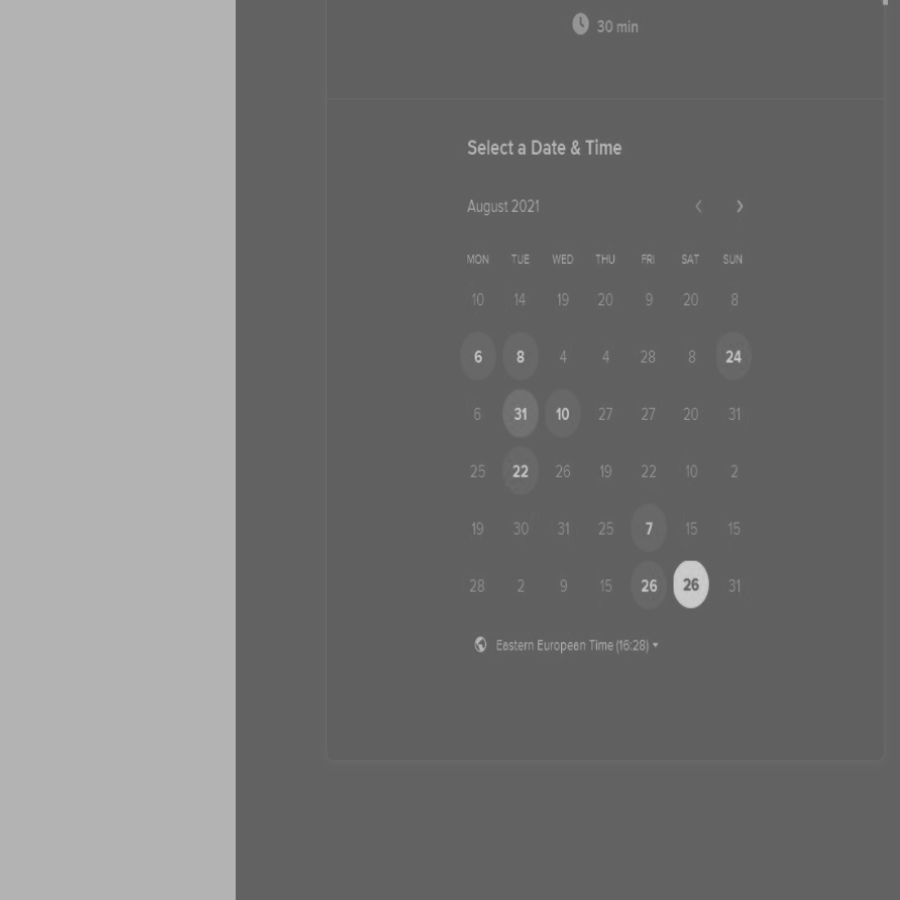 30 min
Select a Date & Time
August 2021
MON TUE WED THU FRI SAT SUN
10 14 19 20 9 20 8
6 8 4 4 28 8 24
6 31 10 27 27 20 31
25 22 26 19 22 10 2
19 30 31 25 7 15 15
28 2 9 15 26 26 31
Eastern European Time (16:28)